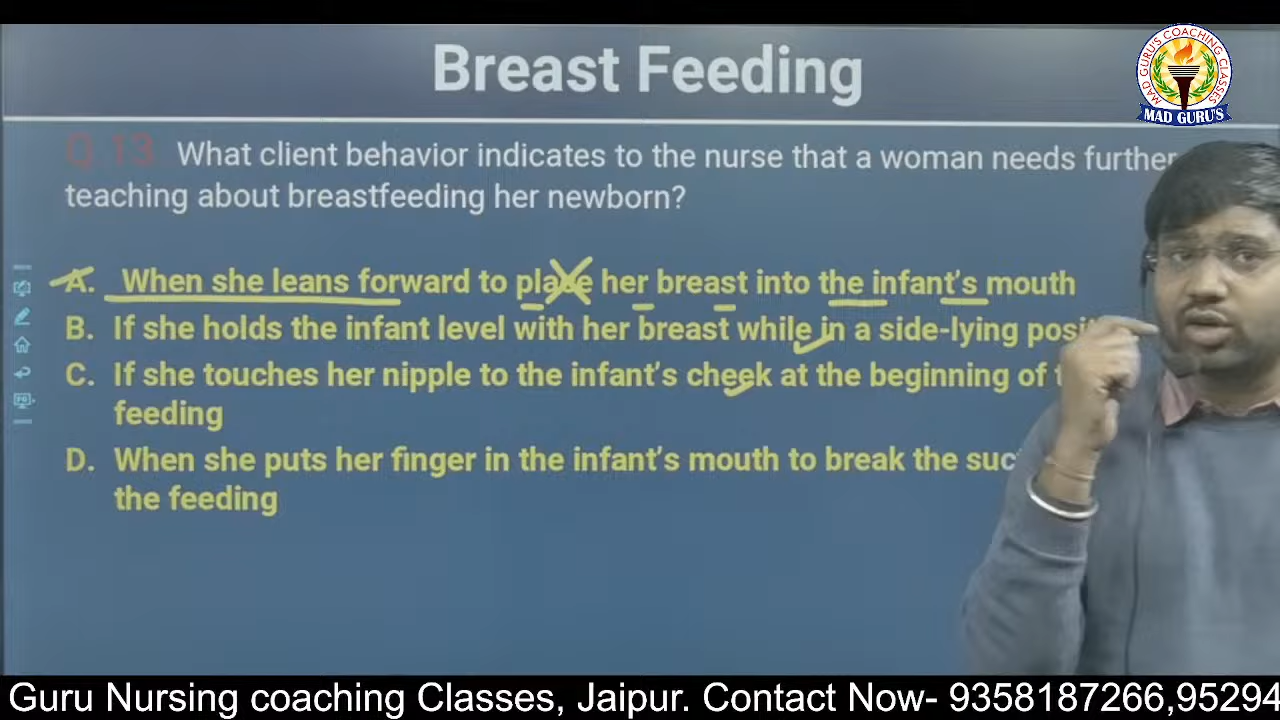 Breast Feeding
MAD GURU'S COACHING CLASSES
MAD GURU'S
Q.13 What client behavior indicates to the nurse that a woman needs further
teaching about breastfeeding her newborn?
A. When she leans forward to place her breast into the infant's mouth
B. If she holds the infant level with her breast while in a side-lying
C. If she touches her nipple to the infant's cheek at the beginning of
feeding
D. When she puts her finger in the infant's mouth to break the
the feeding
Guru Nursing coaching Classes, Jaipur. Contact Now- 9358187266,95294